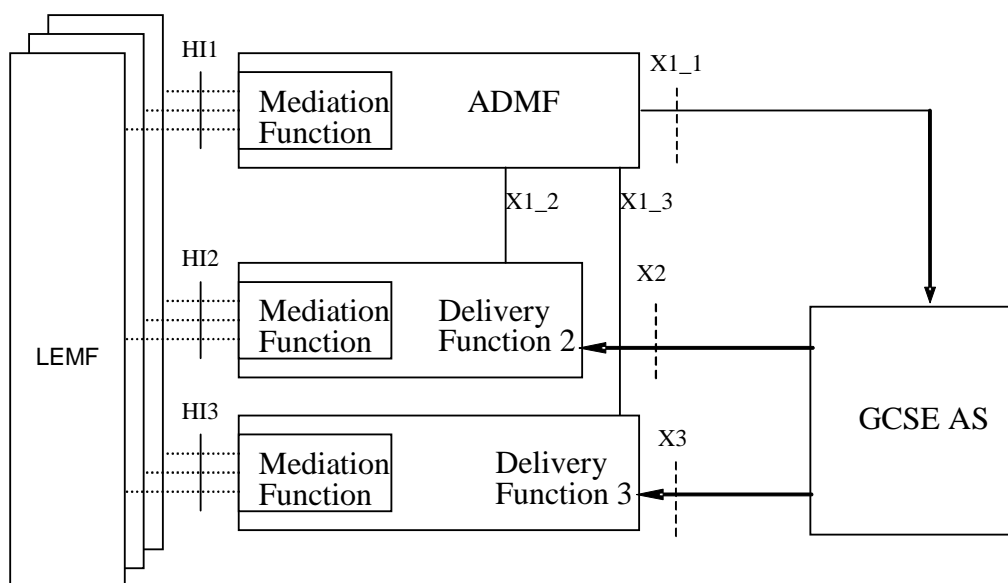 HI1
X1_1
Mediation
Function
ADMF
X1_2
X1_3
HI2
X2
Mediation
Function
Delivery
Function 2
LEMF
GCSE AS
HI3
X3
Mediation
Function
Delivery
Function 3